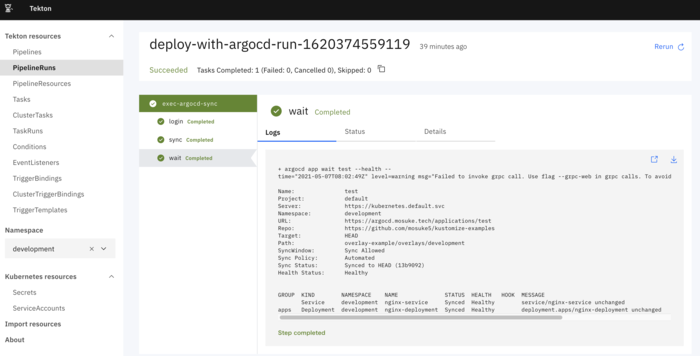 Tekton
Tekton resources
Pipelines
PipelineRuns
PipelineResources
Tasks
ClusterTasks
TaskRuns
Conditions
EventListeners
TriggerBindings
ClusterTriggerBindings
TriggerTemplates
Namespace
development
Kubernetes resources
Secrets
ServiceAccounts
Import resources
About
deploy-with-argocd-run-1620374559119 39 minutes ago
Rerun
Succeeded Tasks Completed: 1 (Failed: 0, Cancelled 0), Skipped: 0
exec-argocd-sync
login Completed
sync Completed
wait Completed
wait Completed
Logs Status Details
+ argocd app wait test --health --
time="2021-05-07T08:02:49Z" level=warning msg="Failed to invoke grpc call. Use flag --grpc-web in grpc calls. To avoid
Name: test
Project: default
Server: https://kubernetes.default.svc
Namespace: development
URL: https://argocd.mosuke.tech/applications/test
Repo: https://github.com/mosuke5/kustomize-examples
Target: HEAD
Path: overlay-example/overlays/development
SyncWindow: Sync Allowed
Sync Policy: Automated
Sync Status: Synced to HEAD (13b9092)
Health Status: Healthy
GROUP KIND NAMESPACE NAME STATUS HEALTH HOOK MESSAGE
Service development nginx-service Synced Healthy service/nginx-service unchanged
apps Deployment development nginx-deployment Synced Healthy deployment.apps/nginx-deployment unchanged
Step completed